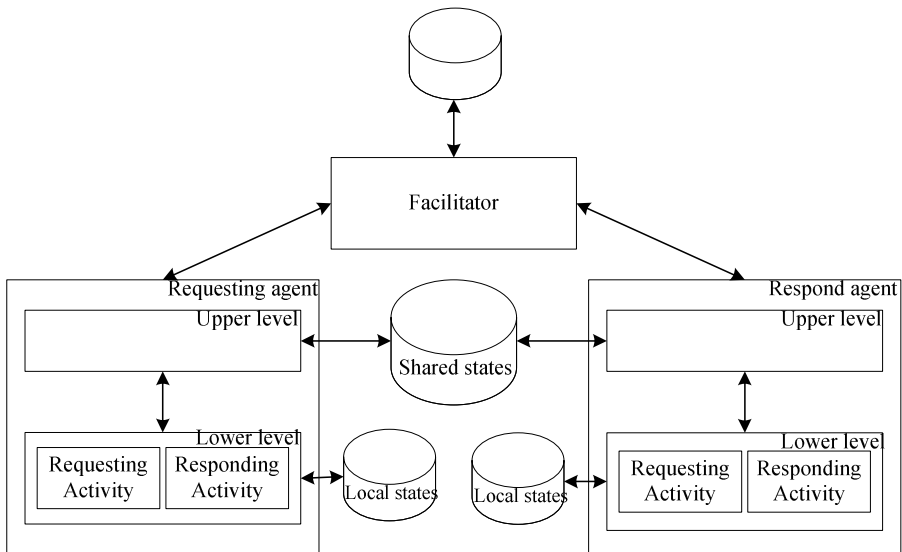 Facilitator
Requesting agent
Upper level
Shared states
Respond agent
Upper level
Lower level
Requesting
Activity
Responding
Activity
Local states
Local states
Lower level
Requesting
Activity
Responding
Activity